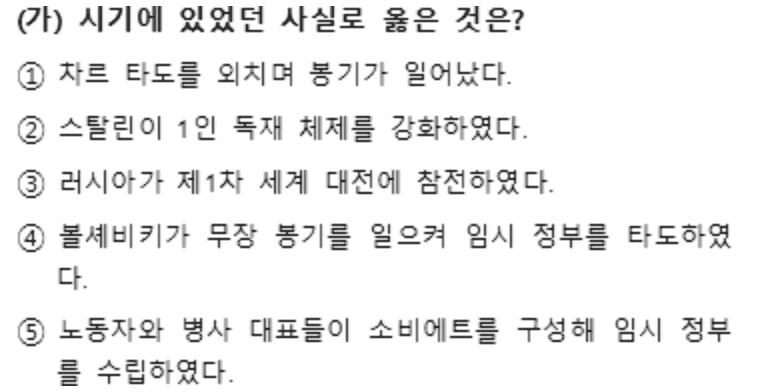 (가) 시기에 있었던 사실로 옳은 것은?
① 차르 타도를 외치며 봉기가 일어났다.
② 스탈린이 1인 독재 체제를 강화하였다.
③ 러시아가 제1차 세계 대전에 참전하였다.
④ 볼셰비키가 무장 봉기를 일으켜 임시 정부를 타도하였
다.
⑤ 노동자와 병사 대표들이 소비에트를 구성해 임시 정부
를 수립하였다.